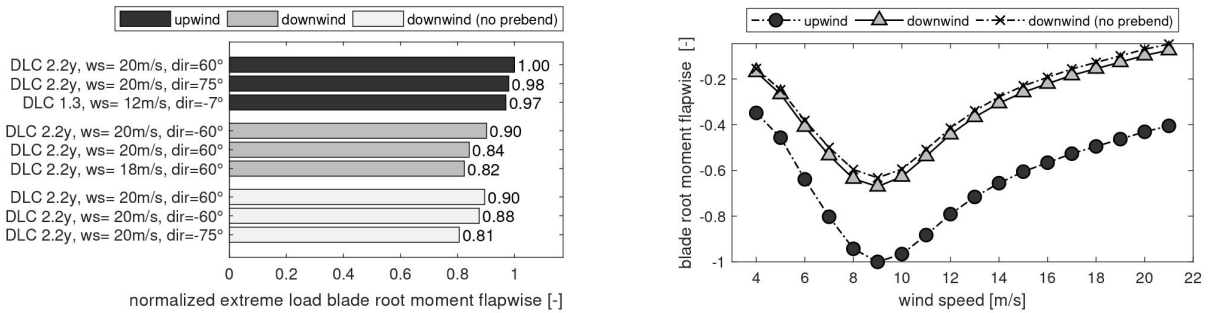 upwind downwind downwind (no prebend)
DLC 2.2y, ws= 20m/s, dir=60° 1.00
DLC 2.2y, ws= 20m/s, dir=75° 0.98
DLC 1.3, ws= 12m/s, dir=-7° 0.97
DLC 2.2y, ws= 20m/s, dir=-60° 0.90
DLC 2.2y, ws= 20m/s, dir=60° 0.84
DLC 2.2y, ws= 18m/s, dir=60° 0.82
DLC 2.2y, ws= 20m/s, dir=60° 0.90
DLC 2.2y, ws= 20m/s, dir=-60° 0.88
DLC 2.2y, ws= 20m/s, dir=-75° 0.81
0 0.2 0.4 0.6 0.8 1
normalized extreme load blade root moment flapwise [-]
upwind downwind downwind (no prebend)
blade root moment flapwise [-]
-0.2
-0.4
-0.6
-0.8
-1
4 6 8 10 12 14 16 18 20 22
wind speed [m/s]